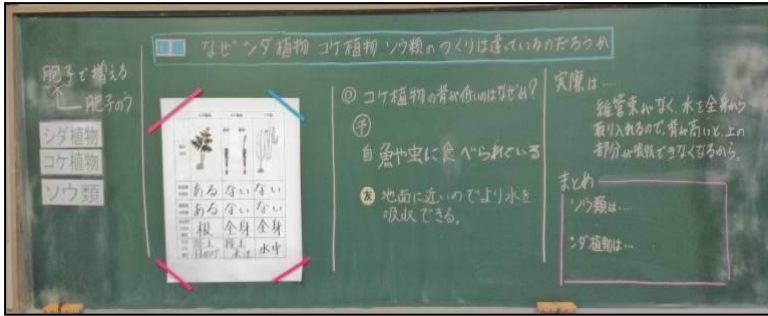 課題 なぜシダ植物 コケ植物 ソウ類のつくりは違っているのだろうか
胞子で増える
胞子のう
シダ植物
コケ植物
ソウ類
ある ない ない
ある ない ない
根 全身 全身
水中
◎ コケ植物の背が低いのはなぜか?
予
自 魚や虫に食べられている
友 地面に近いのでより水を
吸収できる。
実際は…
維管束がなく、水を全身から
取り入れるので、背が高いと、上の
部分が吸収できなくなるから。
まとめ
ソウ類は…
シダ植物は…